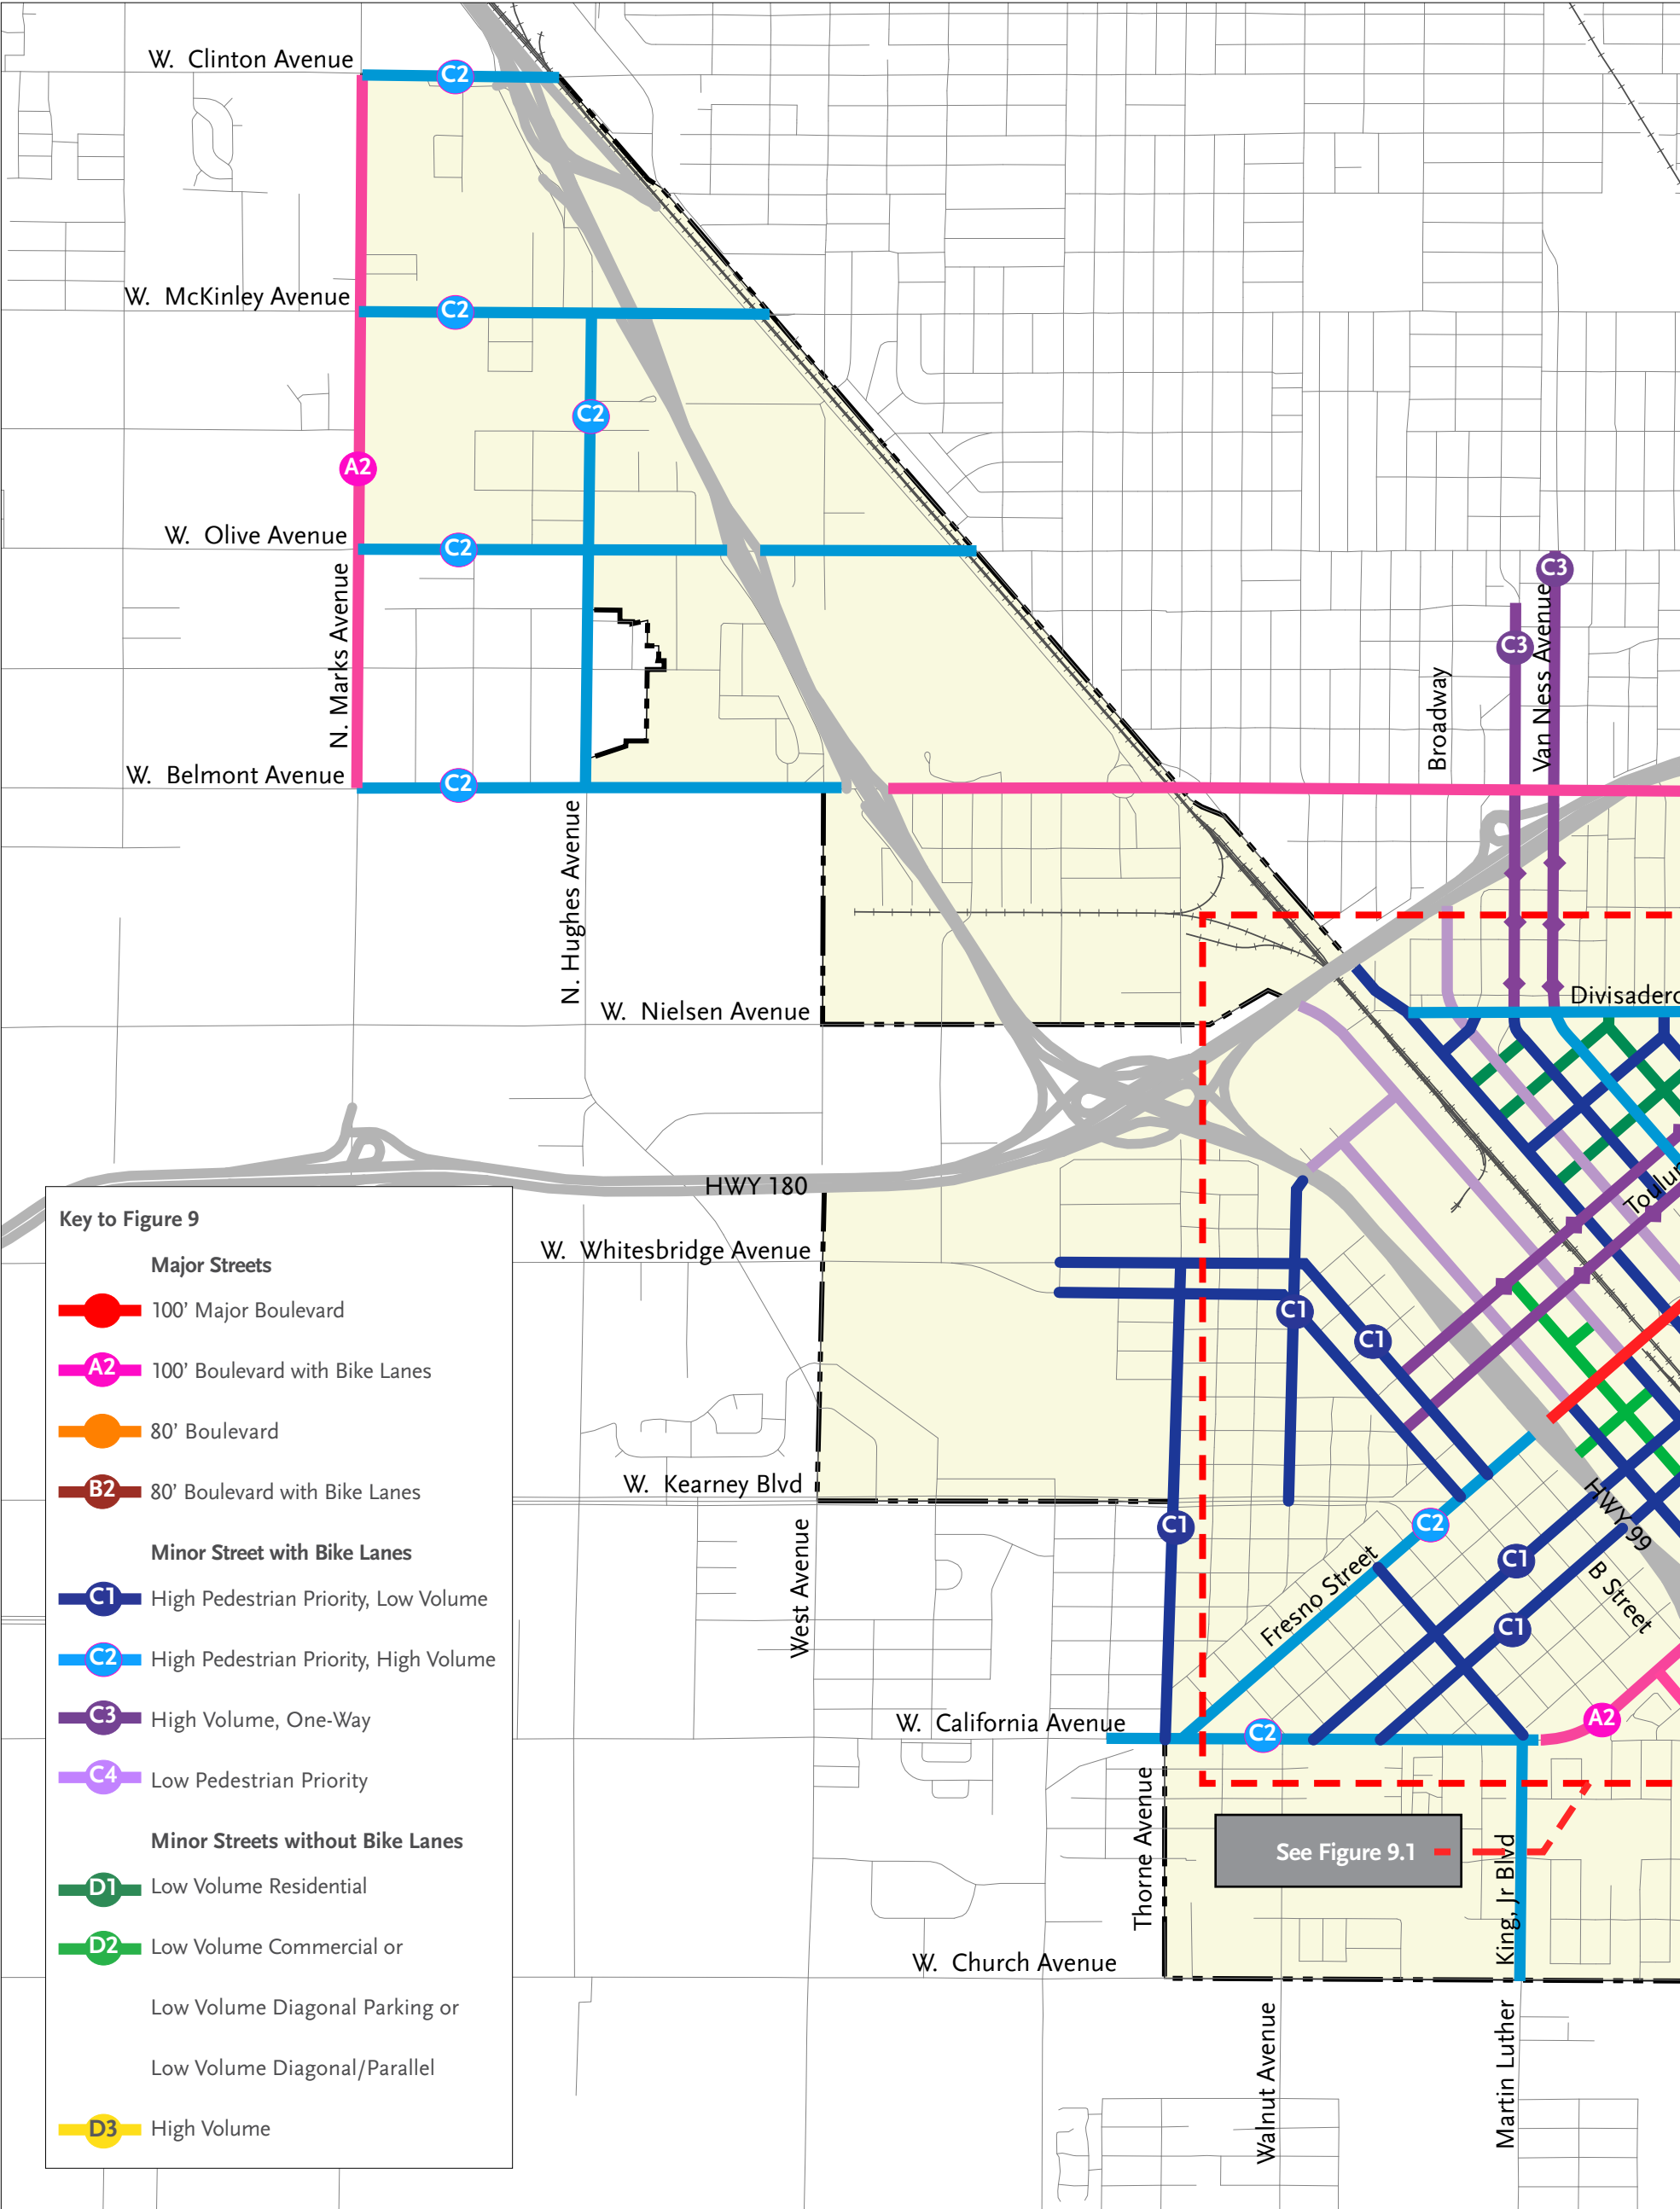 W. Clinton Avenue
C2
W. McKinley Avenue
C2
C2
A2
W. Olive Avenue
C2
C3
C3
N. Marks Avenue
Broadway
Van Ness Avenue
W. Belmont Avenue
C2
N. Hughes Avenue
Divisadero
W. Nielsen Avenue
HWY 180
W. Whitesbridge Avenue
C1
C1
W. Kearney Blvd
HWY 99
C1
C2
C1
West Avenue
Fresno Street
B Street
C1
W. California Avenue
C2
A2
Thorne Avenue
See Figure 9.1
King, Jr Blvd
W. Church Avenue
Walnut Avenue
Martin Luther
Key to Figure 9
Major Streets
100' Major Boulevard
A2 100' Boulevard with Bike Lanes
80' Boulevard
B2 80' Boulevard with Bike Lanes
Minor Street with Bike Lanes
C1 High Pedestrian Priority, Low Volume
C2 High Pedestrian Priority, High Volume
C3 High Volume, One-Way
C4 Low Pedestrian Priority
Minor Streets without Bike Lanes
D1 Low Volume Residential
D2 Low Volume Commercial or
Low Volume Diagonal Parking or
Low Volume Diagonal/Parallel
D3 High Volume